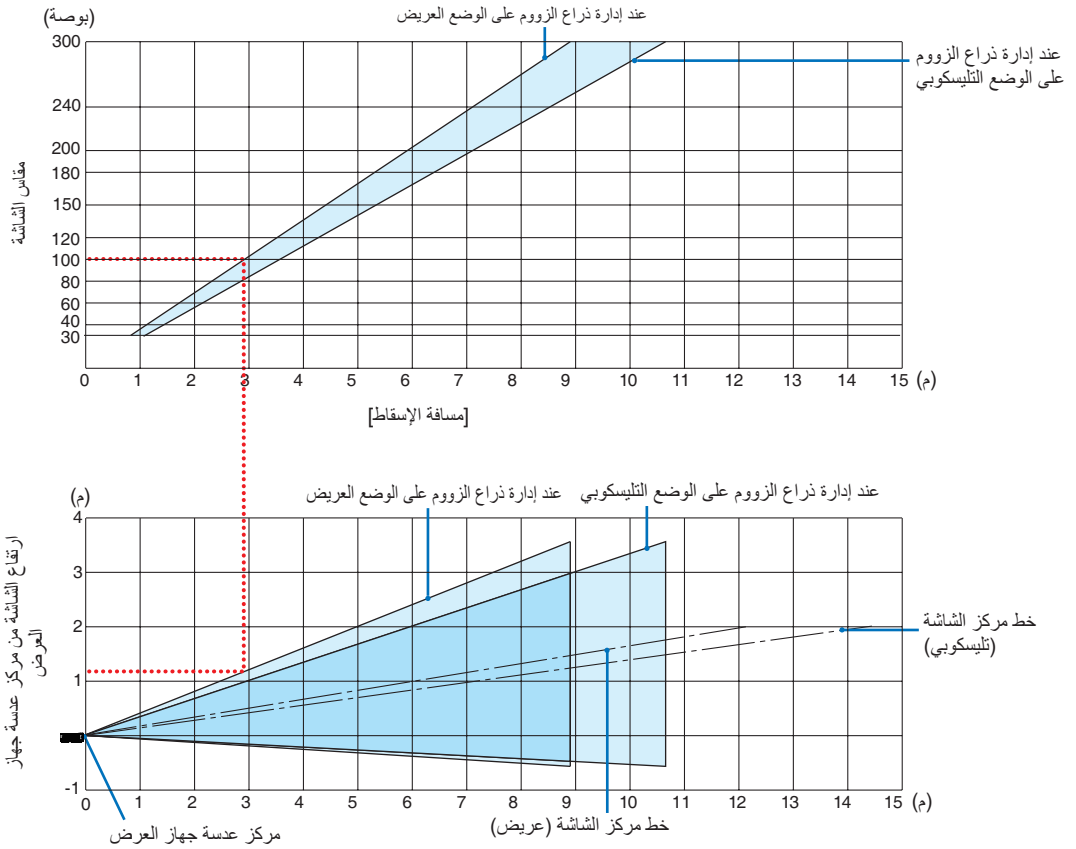 عند إدارة ذراع الزووم على الوضع العريض
(بوصة)
عند إدارة ذراع الزووم
على الوضع التليسكوبي
مقاس الشاشة
300
240
200
180
150
120
100
80
60
40
30
0 1 2 3 4 5 6 7 8 9 10 11 12 13 14 15 (م)
[مسافة الإسقاط]
عند إدارة ذراع الزووم على الوضع التليسكوبي
عند إدارة ذراع الزووم على الوضع العريض
(م)
ارتفاع الشاشة من مركز عدسة جهاز
العرض
4
3
2
1
-1
خط مركز الشاشة
(تليسكوبي)
0 1 2 3 4 5 6 7 8 9 10 11 12 13 14 15 (م)
خط مركز الشاشة (عريض)
مركز عدسة جهاز العرض